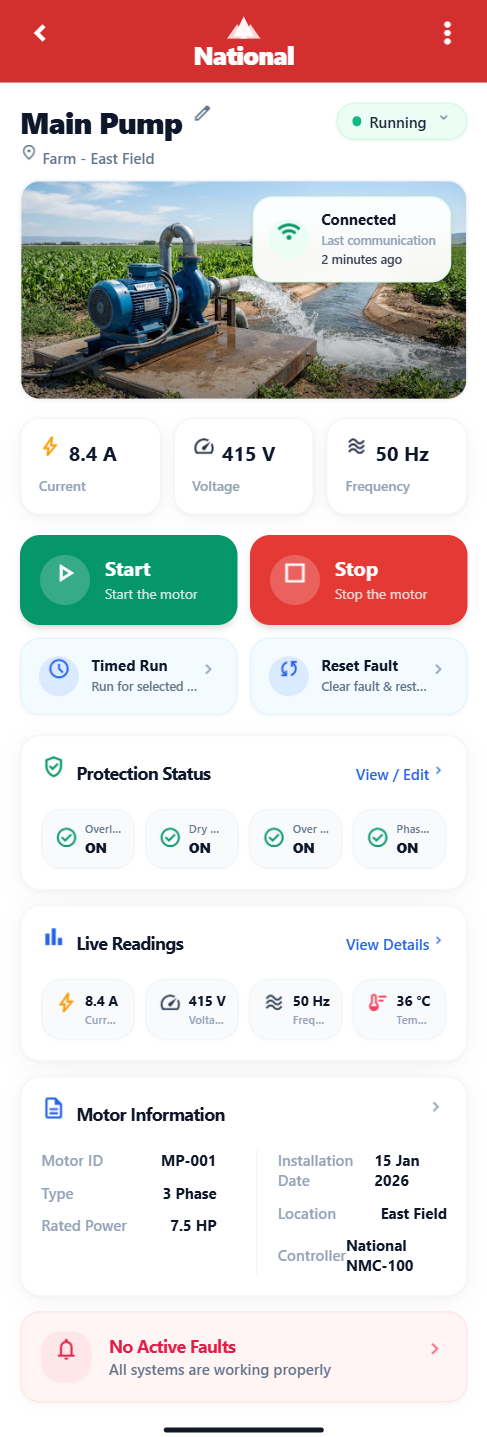 National
Main Pump
Running
Farm - East Field
Connected
Last communication
2 minutes ago
8.4 A
Current
415 V
Voltage
50 Hz
Frequency
Start
Start the motor
Stop
Stop the motor
Timed Run
Run for selected ...
Reset Fault
Clear fault & rest...
Protection Status
View / Edit
Overl...
ON
Dry ...
ON
Over ...
ON
Phas...
ON
Live Readings
View Details
8.4 A
Curr...
415 V
Volta...
50 Hz
Freq...
36 °C
Tem...
Motor Information
Motor ID MP-001
Type 3 Phase
Rated Power 7.5 HP
Installation Date 15 Jan 2026
Location East Field
Controller National NMC-100
No Active Faults
All systems are working properly